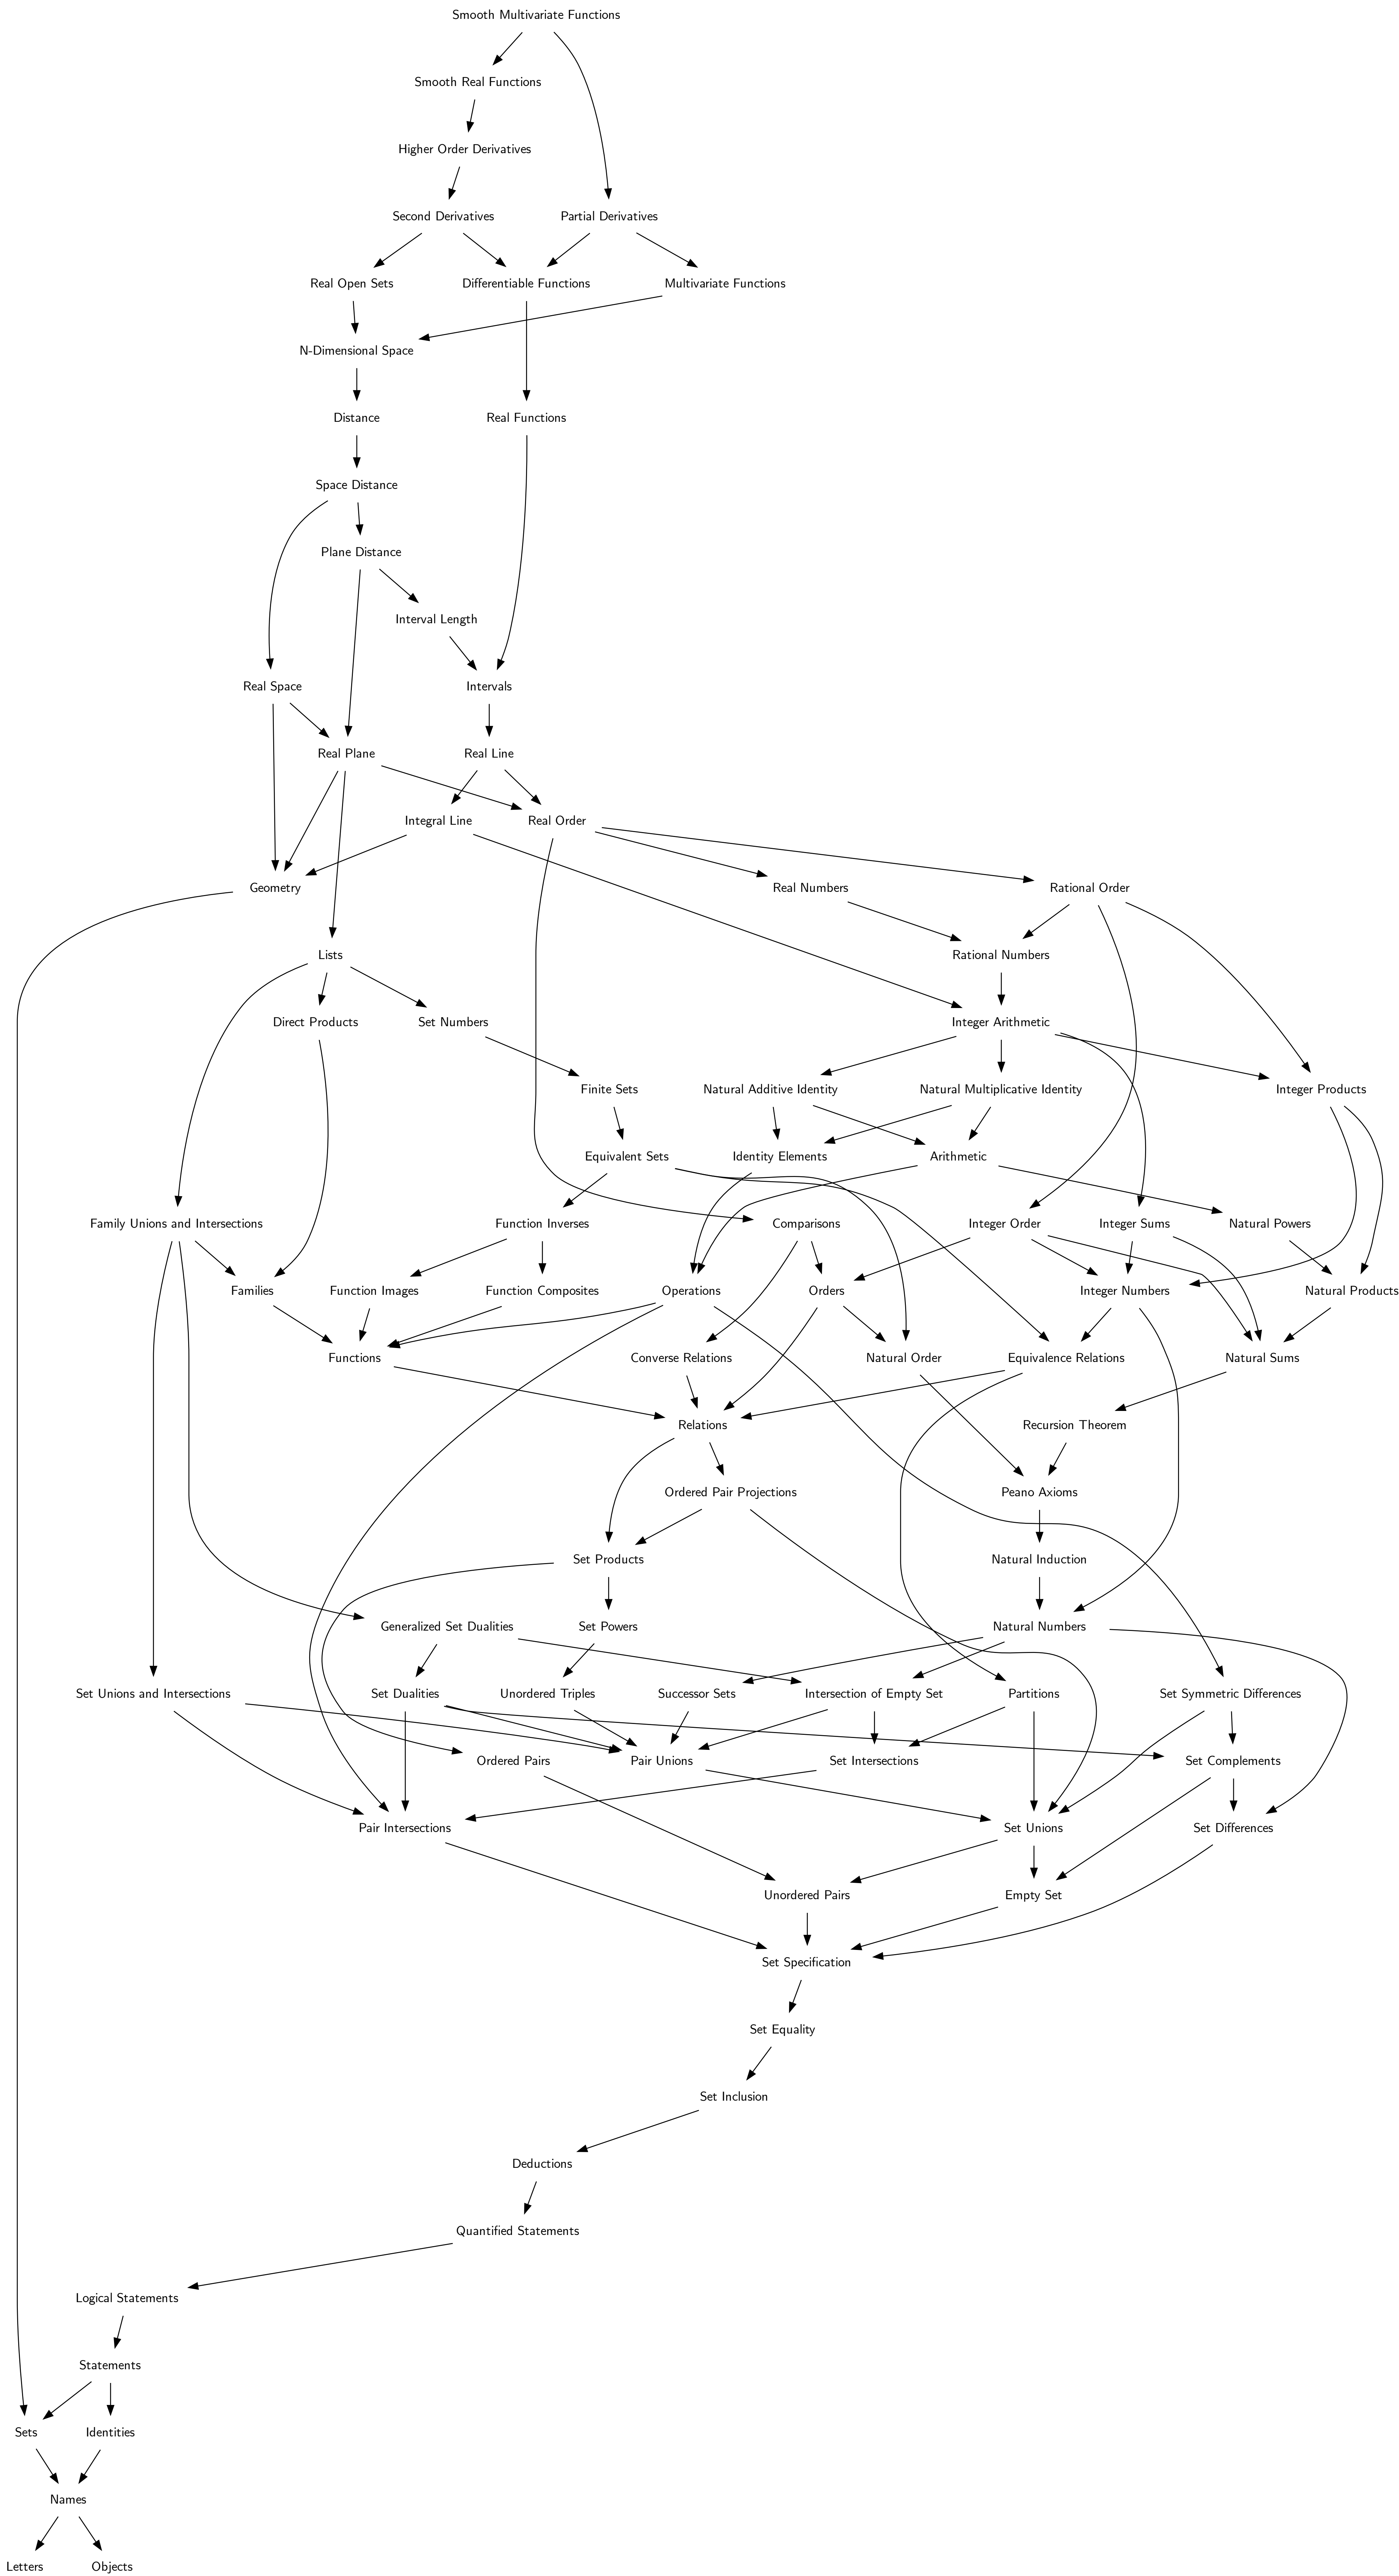 Smooth Multivariate Functions
Smooth Real Functions
Higher Order Derivatives
Second Derivatives
Partial Derivatives
Real Open Sets
Differentiable Functions
Multivariate Functions
N-Dimensional Space
Distance
Real Functions
Space Distance
Plane Distance
Interval Length
Real Space
Intervals
Real Plane
Real Line
Integral Line
Real Order
Geometry
Real Numbers
Rational Order
Lists
Rational Numbers
Direct Products
Set Numbers
Integer Arithmetic
Finite Sets
Natural Additive Identity
Natural Multiplicative Identity
Integer Products
Equivalent Sets
Identity Elements
Arithmetic
Family Unions and Intersections
Function Inverses
Comparisons
Integer Order
Integer Sums
Natural Powers
Families
Function Images
Function Composites
Operations
Orders
Integer Numbers
Natural Products
Functions
Converse Relations
Natural Order
Equivalence Relations
Natural Sums
Relations
Recursion Theorem
Ordered Pair Projections
Peano Axioms
Set Products
Natural Induction
Generalized Set Dualities
Set Powers
Natural Numbers
Set Unions and Intersections
Set Dualities
Unordered Triples
Successor Sets
Intersection of Empty Set
Partitions
Set Symmetric Differences
Ordered Pairs
Pair Unions
Set Intersections
Set Complements
Pair Intersections
Set Unions
Set Differences
Unordered Pairs
Empty Set
Set Specification
Set Equality
Set Inclusion
Deductions
Quantified Statements
Logical Statements
Statements
Sets
Identities
Names
Letters
Objects